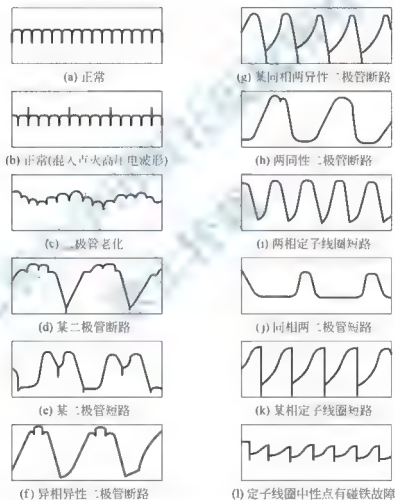 (a) 正常
(b) 正常(混入点火高压电波形)
(c) 二极管老化
(d) 某二极管断路
(e) 某二极管短路
(f) 异相异性二极管断路
(g) 某同相两异性二极管断路
(h) 两同性二极管断路
(i) 两相定子线圈短路
(j) 同相两二极管短路
(k) 某相定子线圈短路
(l) 定子线圈中性点有碰铁故障